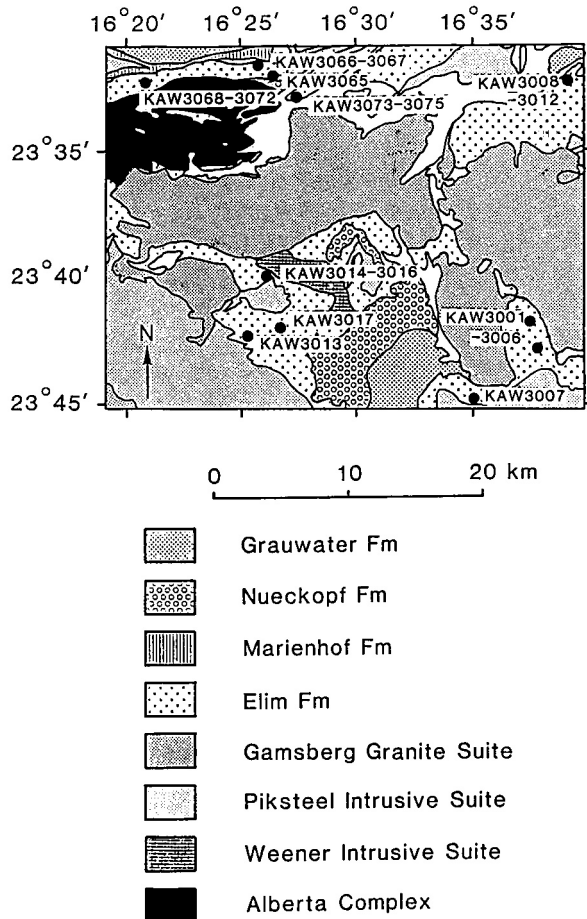 16°20′ 16°25′ 16°30′ 16°35′
KAW3066-3067
KAW3065
KAW3008
-3012
KAW3068-3072
KAW3073-3075
23°35′
23°40′
KAW3014-3016
KAW3017
KAW3001
-3006
KAW3013
N
23°45′
KAW3007
0 10 20 km
Grauwater Fm
Nueckopf Fm
Marienhof Fm
Elim Fm
Gamsberg Granite Suite
Piksteel Intrusive Suite
Weener Intrusive Suite
Alberta Complex